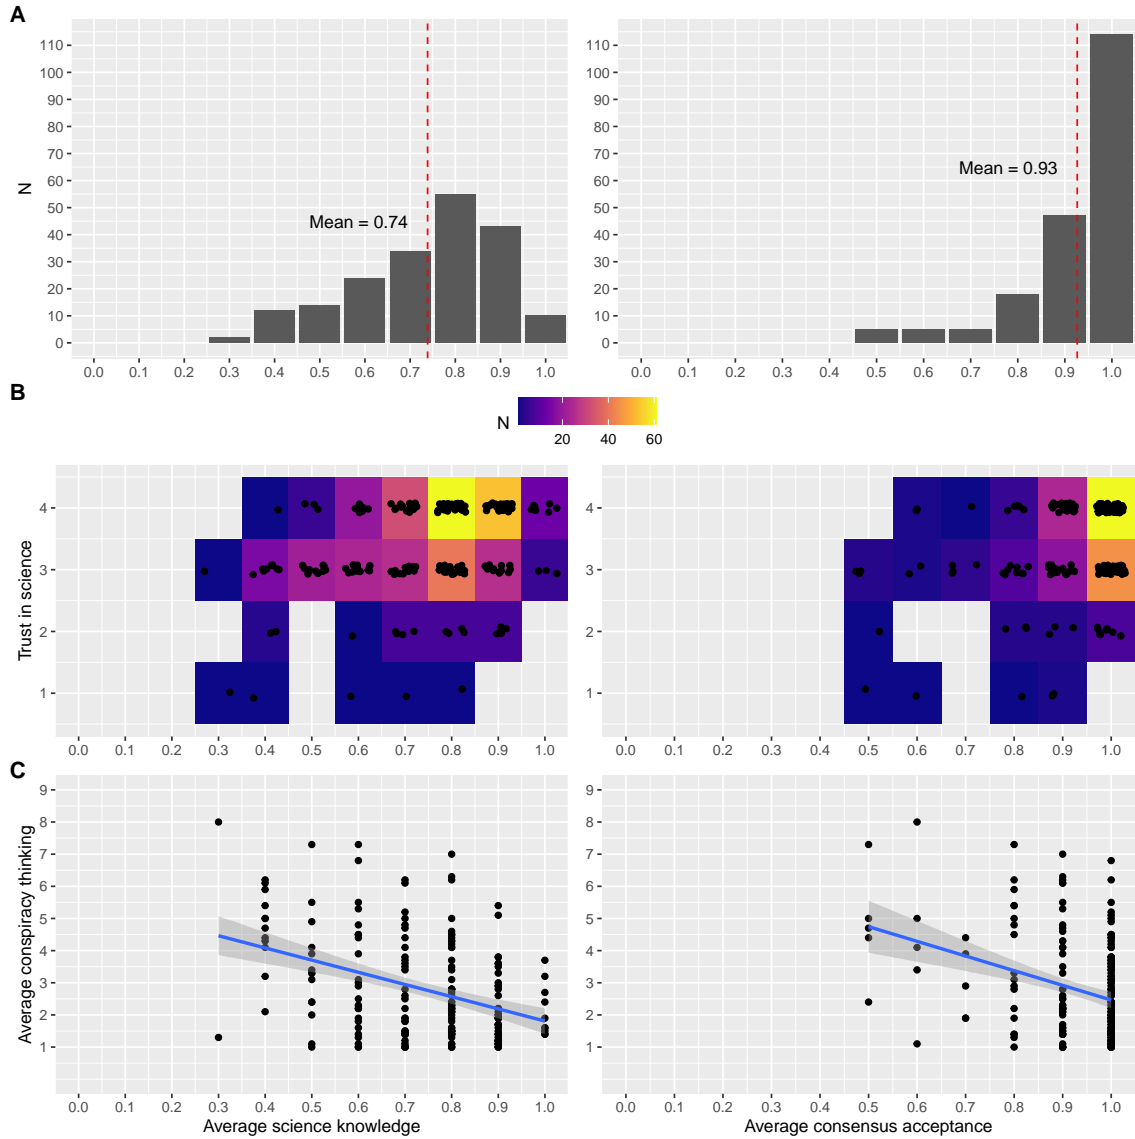 A
N
110
100
90
80
70
60
50
40
30
20
10
0
Mean = 0.74
0.0 0.1 0.2 0.3 0.4 0.5 0.6 0.7 0.8 0.9 1.0
110
100
90
80
70
60
50
40
30
20
10
0
Mean = 0.93
0.0 0.1 0.2 0.3 0.4 0.5 0.6 0.7 0.8 0.9 1.0
B
N
20 40 60
Trust in science
4
3
2
1
0.0 0.1 0.2 0.3 0.4 0.5 0.6 0.7 0.8 0.9 1.0
4
3
2
1
0.0 0.1 0.2 0.3 0.4 0.5 0.6 0.7 0.8 0.9 1.0
C
Average conspiracy thinking
9
8
7
6
5
4
3
2
1
0.0 0.1 0.2 0.3 0.4 0.5 0.6 0.7 0.8 0.9 1.0
Average science knowledge
9
8
7
6
5
4
3
2
1
0.0 0.1 0.2 0.3 0.4 0.5 0.6 0.7 0.8 0.9 1.0
Average consensus acceptance